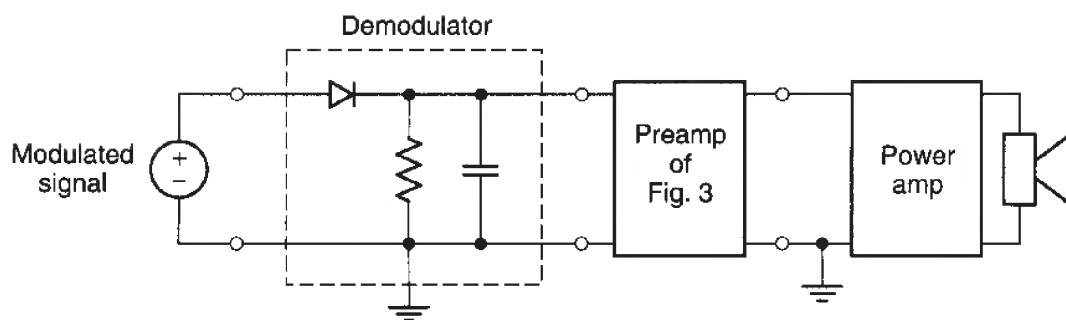 Demodulator
Modulated
signal
+
−
Preamp
of
Fig. 3
Power
amp